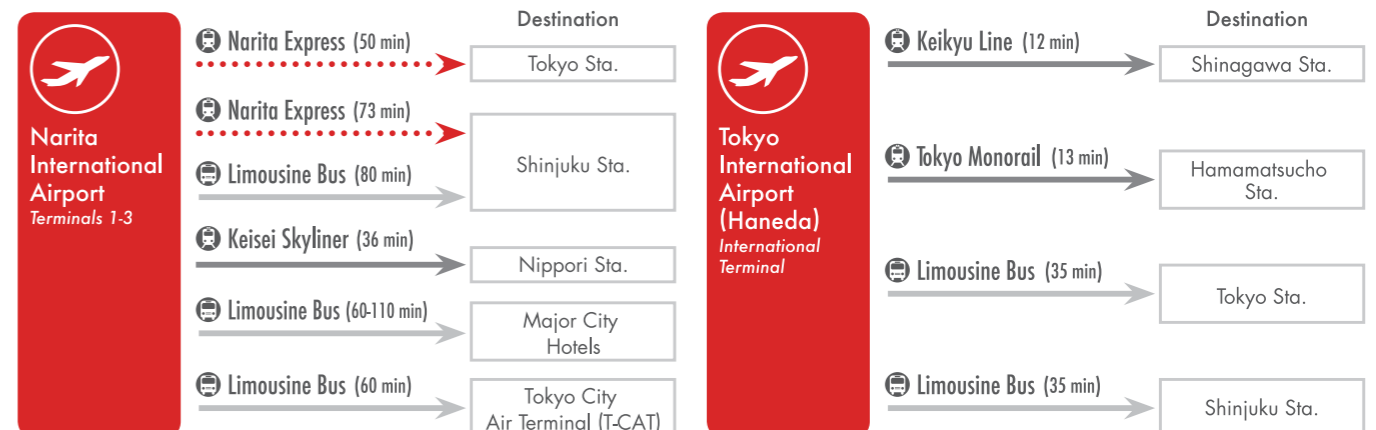 Destination
Narita Express (50 min)
Tokyo Sta.
Narita Express (73 min)
Narita
International
Airport
Terminals 1-3
Limousine Bus (80 min)
Shinjuku Sta.
Keisei Skyliner (36 min)
Nippori Sta.
Limousine Bus (60-110 min)
Major City
Hotels
Limousine Bus (60 min)
Tokyo City
Air Terminal (T-CAT)
Destination
Keikyu Line (12 min)
Shinagawa Sta.
Tokyo
International
Airport
(Haneda)
International
Terminal
Tokyo Monorail (13 min)
Hamamatsucho
Sta.
Limousine Bus (35 min)
Tokyo Sta.
Limousine Bus (35 min)
Shinjuku Sta.